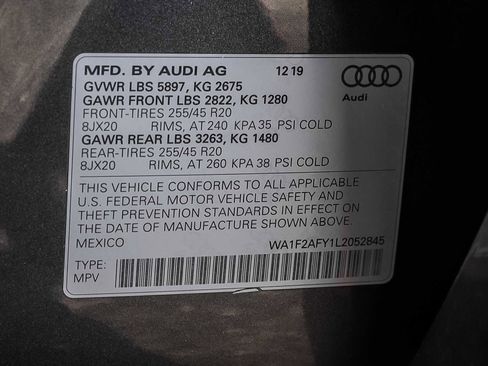 MFD. BY AUDI AG 12 19
GVWR LBS 5897, KG 2675
GAWR FRONT LBS 2822, KG 1280
FRONT-TIRES 255/45 R20
8JX20 RIMS, AT 240 KPA 35 PSI COLD
GAWR REAR LBS 3263, KG 1480
REAR-TIRES 255/45 R20
8JX20 RIMS, AT 260 KPA 38 PSI COLD
Audi
THIS VEHICLE CONFORMS TO ALL APPLICABLE
U.S. FEDERAL MOTOR VEHICLE SAFETY AND
THEFT PREVENTION STANDARDS IN EFFECT ON
THE DATE OF MANUFACTURE SHOWN ABOVE.
MEXICO WA1F2AFY1L2052845
TYPE:
MPV